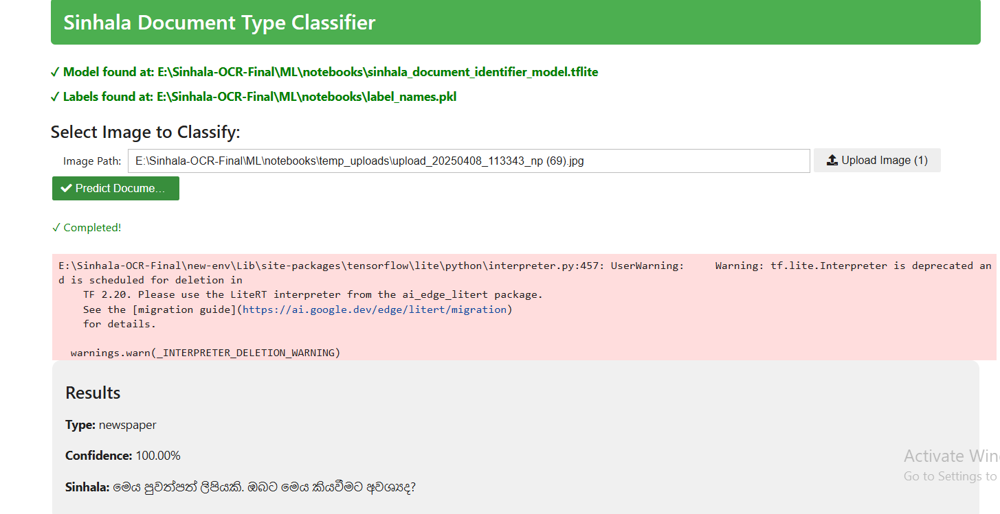 Sinhala Document Type Classifier
✓ Model found at: E:\Sinhala-OCR-Final\ML\notebooks\sinhala_document_identifier_model.tflite
✓ Labels found at: E:\Sinhala-OCR-Final\ML\notebooks\label_names.pkl
Select Image to Classify:
Image Path: E:\Sinhala-OCR-Final\ML\notebooks\temp_uploads\upload_20250408_113343_np (69).jpg Upload Image (1)
✔ Predict Docume...
✓ Completed!
E:\Sinhala-OCR-Final\new-env\Lib\site-packages\tensorflow\lite\python\interpreter.py:457: UserWarning:     Warning: tf.lite.Interpreter is deprecated an
d is scheduled for deletion in
    TF 2.20. Please use the LiteRT interpreter from the ai_edge_litert package.
    See the [migration guide](https://ai.google.dev/edge/litert/migration)
    for details.
  warnings.warn(_INTERPRETER_DELETION_WARNING)
Results
Type: newspaper
Confidence: 100.00%
Activate Win
Go to Settings to
Sinhala: මෙය පුවත්පත් ලිපියකි. ඔබට මෙය කියවීමට අවශ්‍යද?